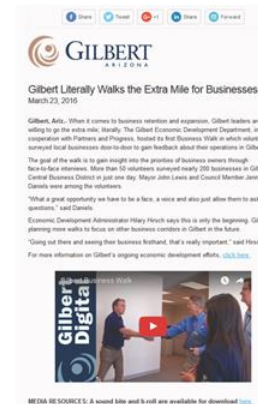 Share
Tweet
+1
Share
Forward
GILBERT
ARIZONA
Gilbert Literally Walks the Extra Mile for Businesses
March 23, 2016
Gilbert, Ariz.- When it comes to business retention and expansion, Gilbert leaders are
willing to go the extra mile; literally. The Gilbert Economic Development Department, in
cooperation with Partners and Progress, hosted its first Business Walk in which volunt
surveyed local businesses door-to-door to gain feedback about their operations in Gilbe
The goal of the walk is to gain insight into the priorities of business owners through
face-to-face interviews. More than 50 volunteers surveyed nearly 200 businesses in Gil
Central Business District in just one day. Mayor John Lewis and Council Member Jenn
Daniels were among the volunteers.
"What a great opportunity we have to be a face, a voice and also just allow them to ask
questions," said Daniels.
Economic Development Administrator Hilary Hirsch says this is only the beginning. Gi
planning more walks to focus on other business corridors in Gilbert in the future.
"Going out there and seeing their business firsthand, that's really important," said Hirsc
For more information on Gilbert's ongoing economic development efforts, click here.
Gilbert Business Walk
Gilbert
Digital
MEDIA RESOURCES: A sound bite and b-roll are available for download here.